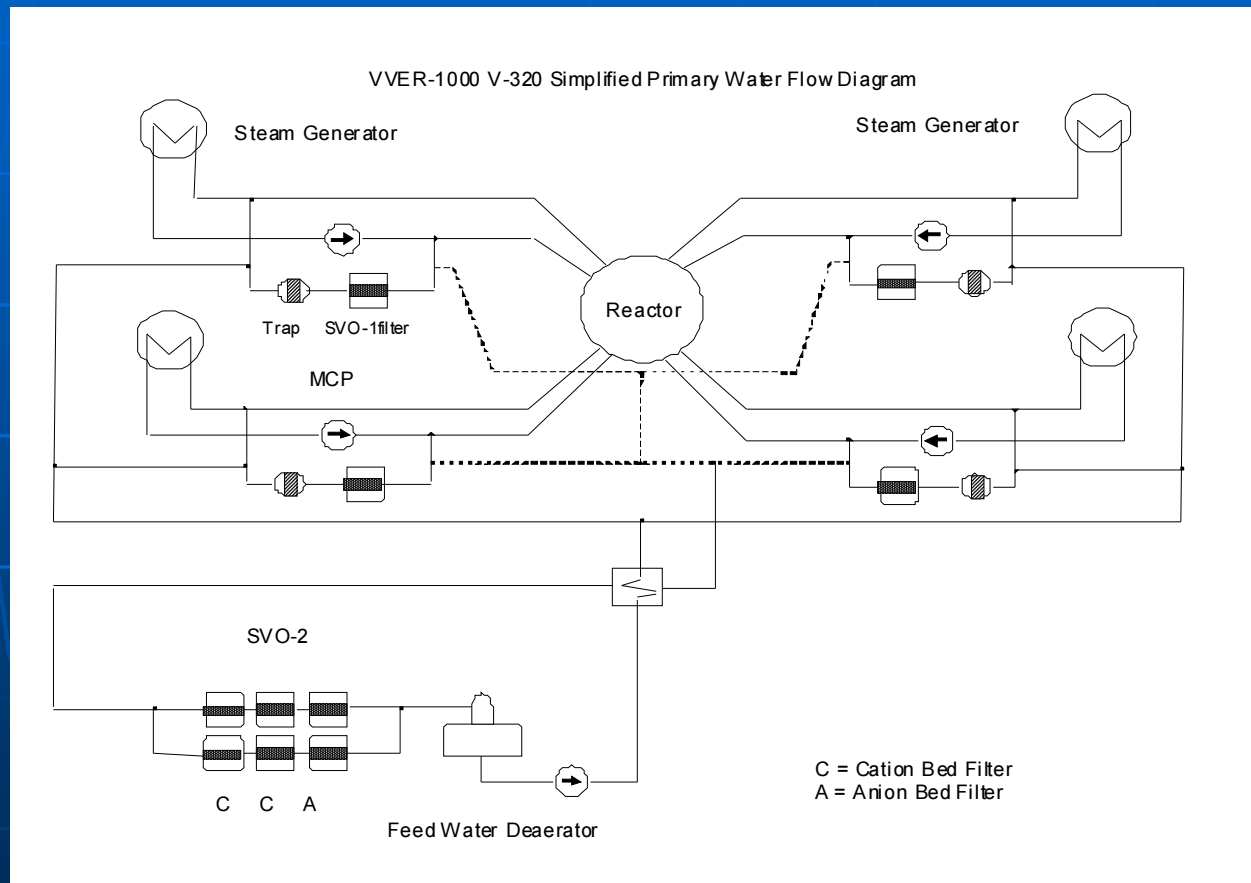 VVER-1000 V-320 Simplified Primary Water Flow Diagram
Steam Generator
Steam Generator
Reactor
Trap
SVO-1filter
MCP
SVO-2
C C A
Feed Water Deaerator
C = Cation Bed Filter
A = Anion Bed Filter